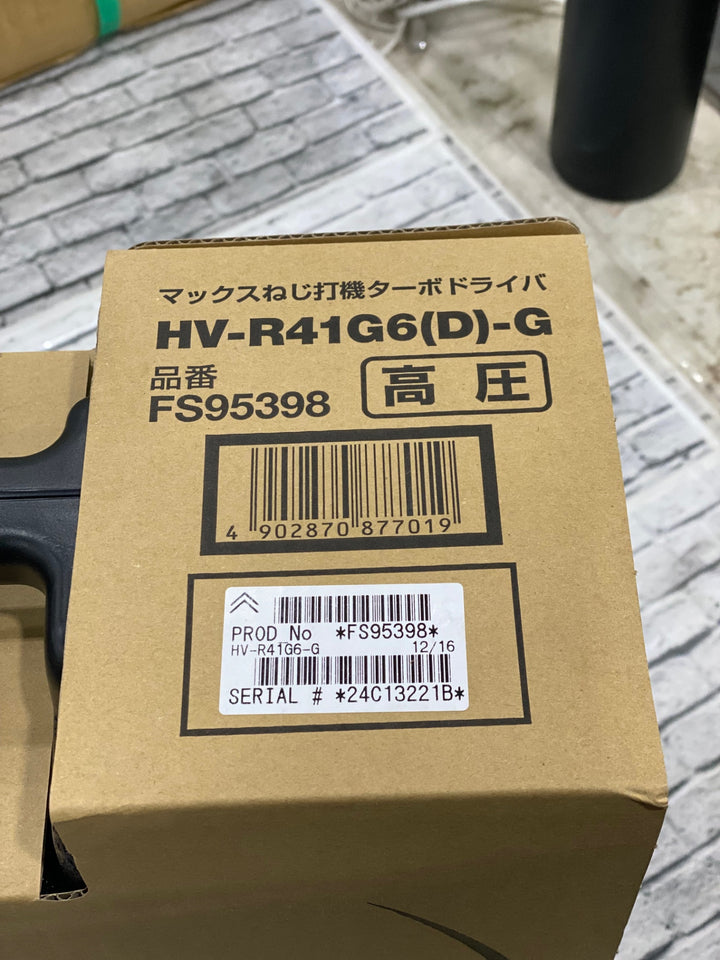 マックスねじ打機ターボドライバ
HV-R41G6(D)-G
品番
FS95398
高圧
4 902870 877019
PROD No *FS95398*
HV-R41G6-G 12/16
SERIAL # *24C13221B*